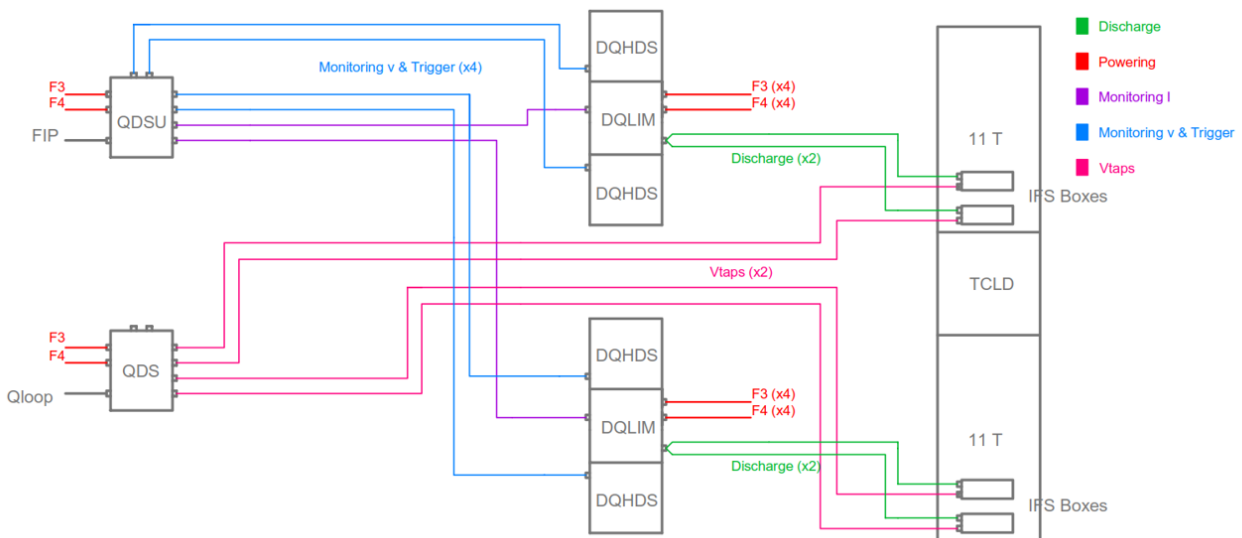 DQHDS
Discharge
Monitoring v & Trigger (x4)
Powering
F3
F3 (x4)
F4
F4 (x4)
QDSU
DQLIM
Monitoring I
FIP
11 T
Monitoring v & Trigger
Discharge (x2)
Vtaps
DQHDS
IFS Boxes
Vtaps (x2)
TCLD
F3
F4
QDS
DQHDS
Qloop
F3 (x4)
F4 (x4)
DQLIM
11 T
Discharge (x2)
DQHDS
IFS Boxes